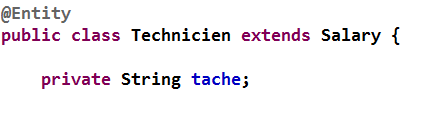 @Entity
public class Technicien extends Salary {
private String tache;